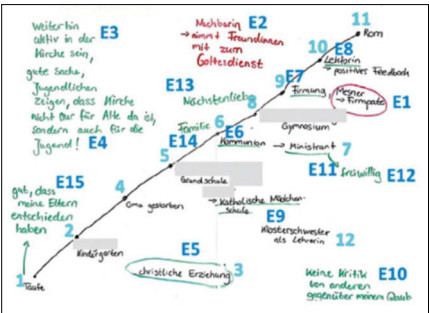 Weiterhin
aktiv in der
Kirche sein,
gute Sache,
Jugendlichen
zeigen, dass Kirche
nicht nur für Alte da ist,
sondern auch für die
Jugend!
E3
E4
Nachbarin
→ nimmt Freundinnen
mit zum
Gottesdienst
E2
11
Rom
10
E8
Lektorin
→ positives Feedback
9
E7
Firmung,
Mesner
→ Firmpate
E1
E13
Nächstenliebe
8
Gymnasium
Familie
E14
6
E6
Kommunion
→ Ministrant
7
E11
freiwillig
E12
5
Grundschule
→ Katholische Mädchen-
schule
E9
Klosterschwester
als Lehrerin
12
E15
gut, dass
meine Eltern
entschieden
haben
4
Oma gestorben
2
Kindergarten
E5
christliche Erziehung
3
1
Taufe
E10
keine Kritik
von anderen
gegenüber meinem Glaub